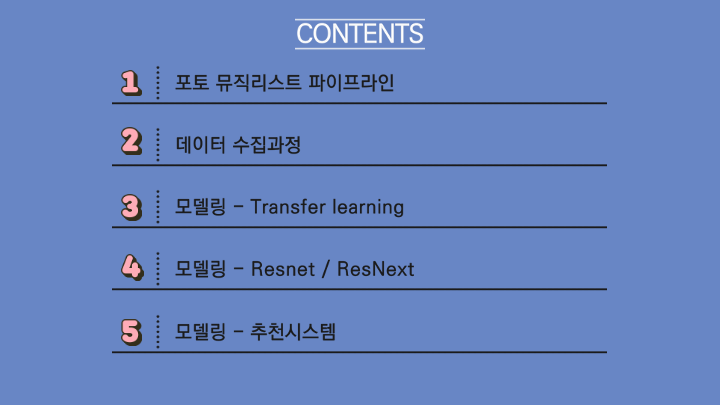 CONTENTS
1 포토 뮤직리스트 파이프라인
2 데이터 수집과정
3 모델링 - Transfer learning
4 모델링 - Resnet / ResNext
5 모델링 - 추천시스템